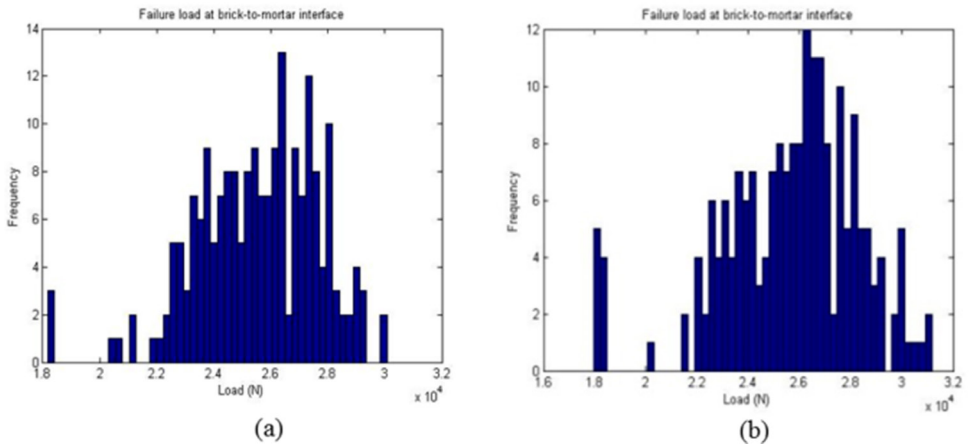 Failure load at brick-to-mortar interface
14
12
10
8
6
4
2
0
Frequency
1.8 2 2.2 2.4 2.6 2.8 3 3.2
Load (N)
x 10^4
(a)
Failure load at brick-to-mortar interface
12
10
8
6
4
2
0
Frequency
1.6 1.8 2 2.2 2.4 2.6 2.8 3 3.2
Load (N)
x 10^4
(b)